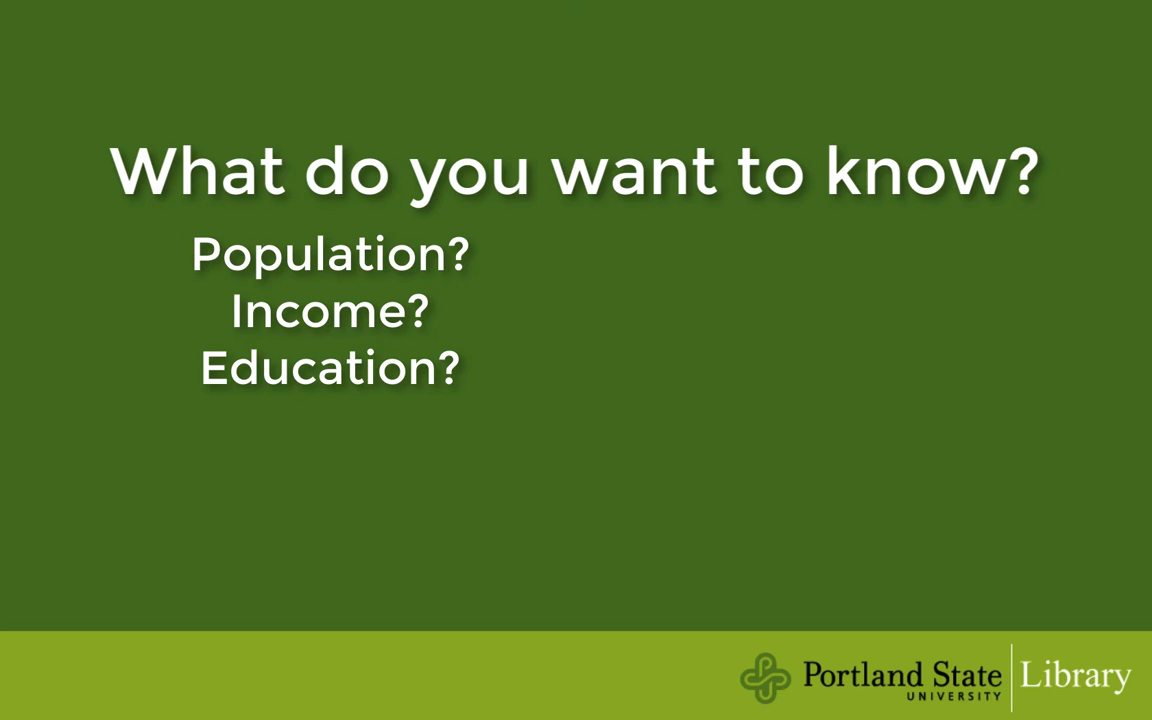 What do you want to know?
Population?
Income?
Education?
Portland State
UNIVERSITY
Library